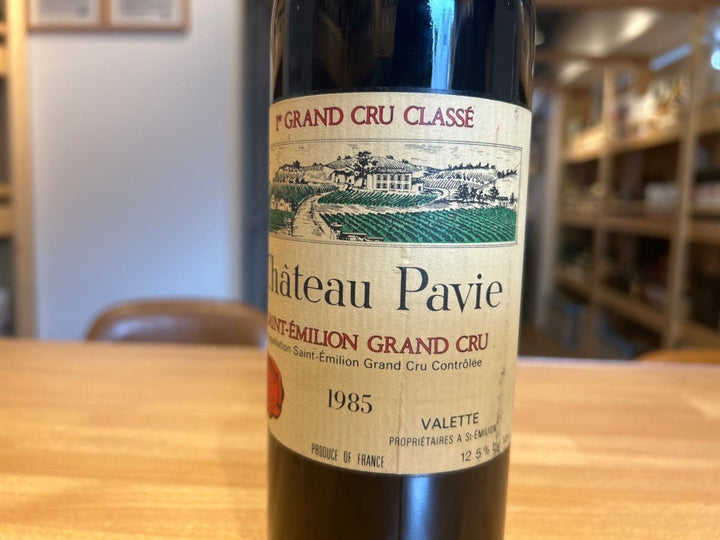 1er GRAND CRU CLASSÉ
Château Pavie
SAINT-ÉMILION GRAND CRU
Appellation Saint-Émilion Grand Cru Contrôlée
1985
VALETTE
PROPRIÉTAIRES A ST-ÉMILION
PRODUCE OF FRANCE
12.5%